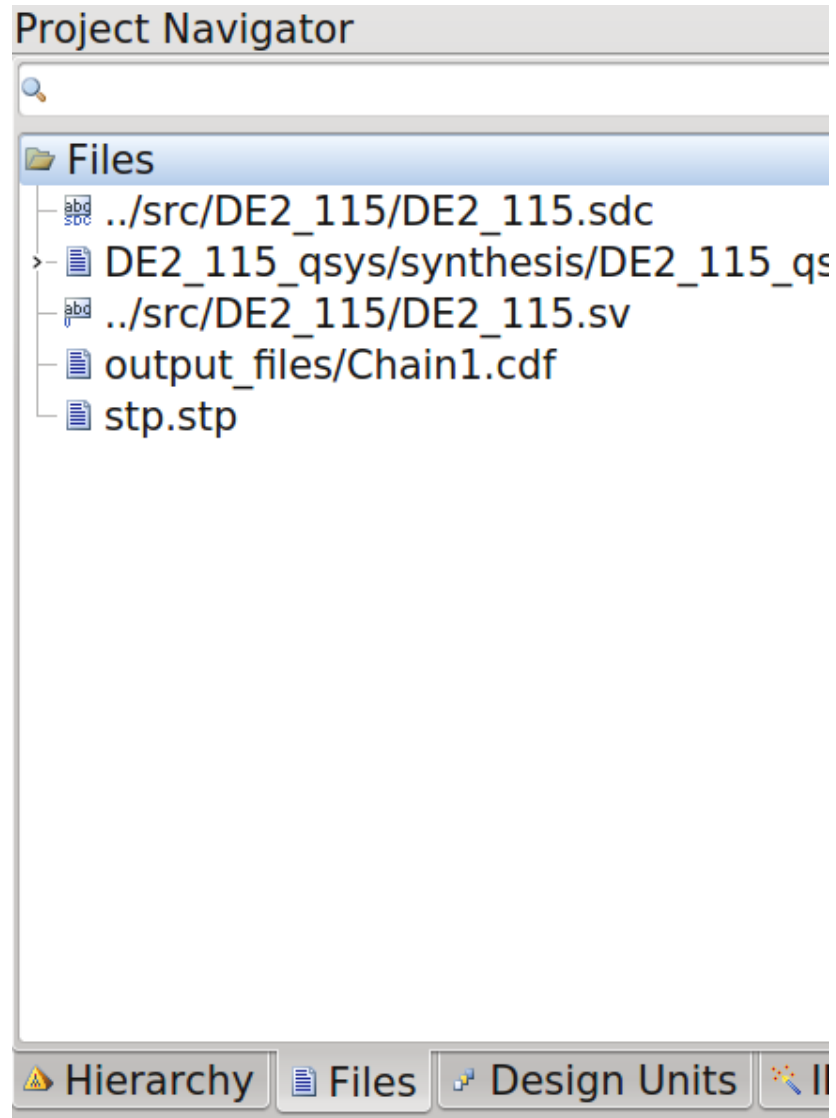 Project Navigator
Files
../src/DE2_115/DE2_115.sdc
DE2_115_qsys/synthesis/DE2_115_qs
../src/DE2_115/DE2_115.sv
output_files/Chain1.cdf
stp.stp
Hierarchy Files Design Units